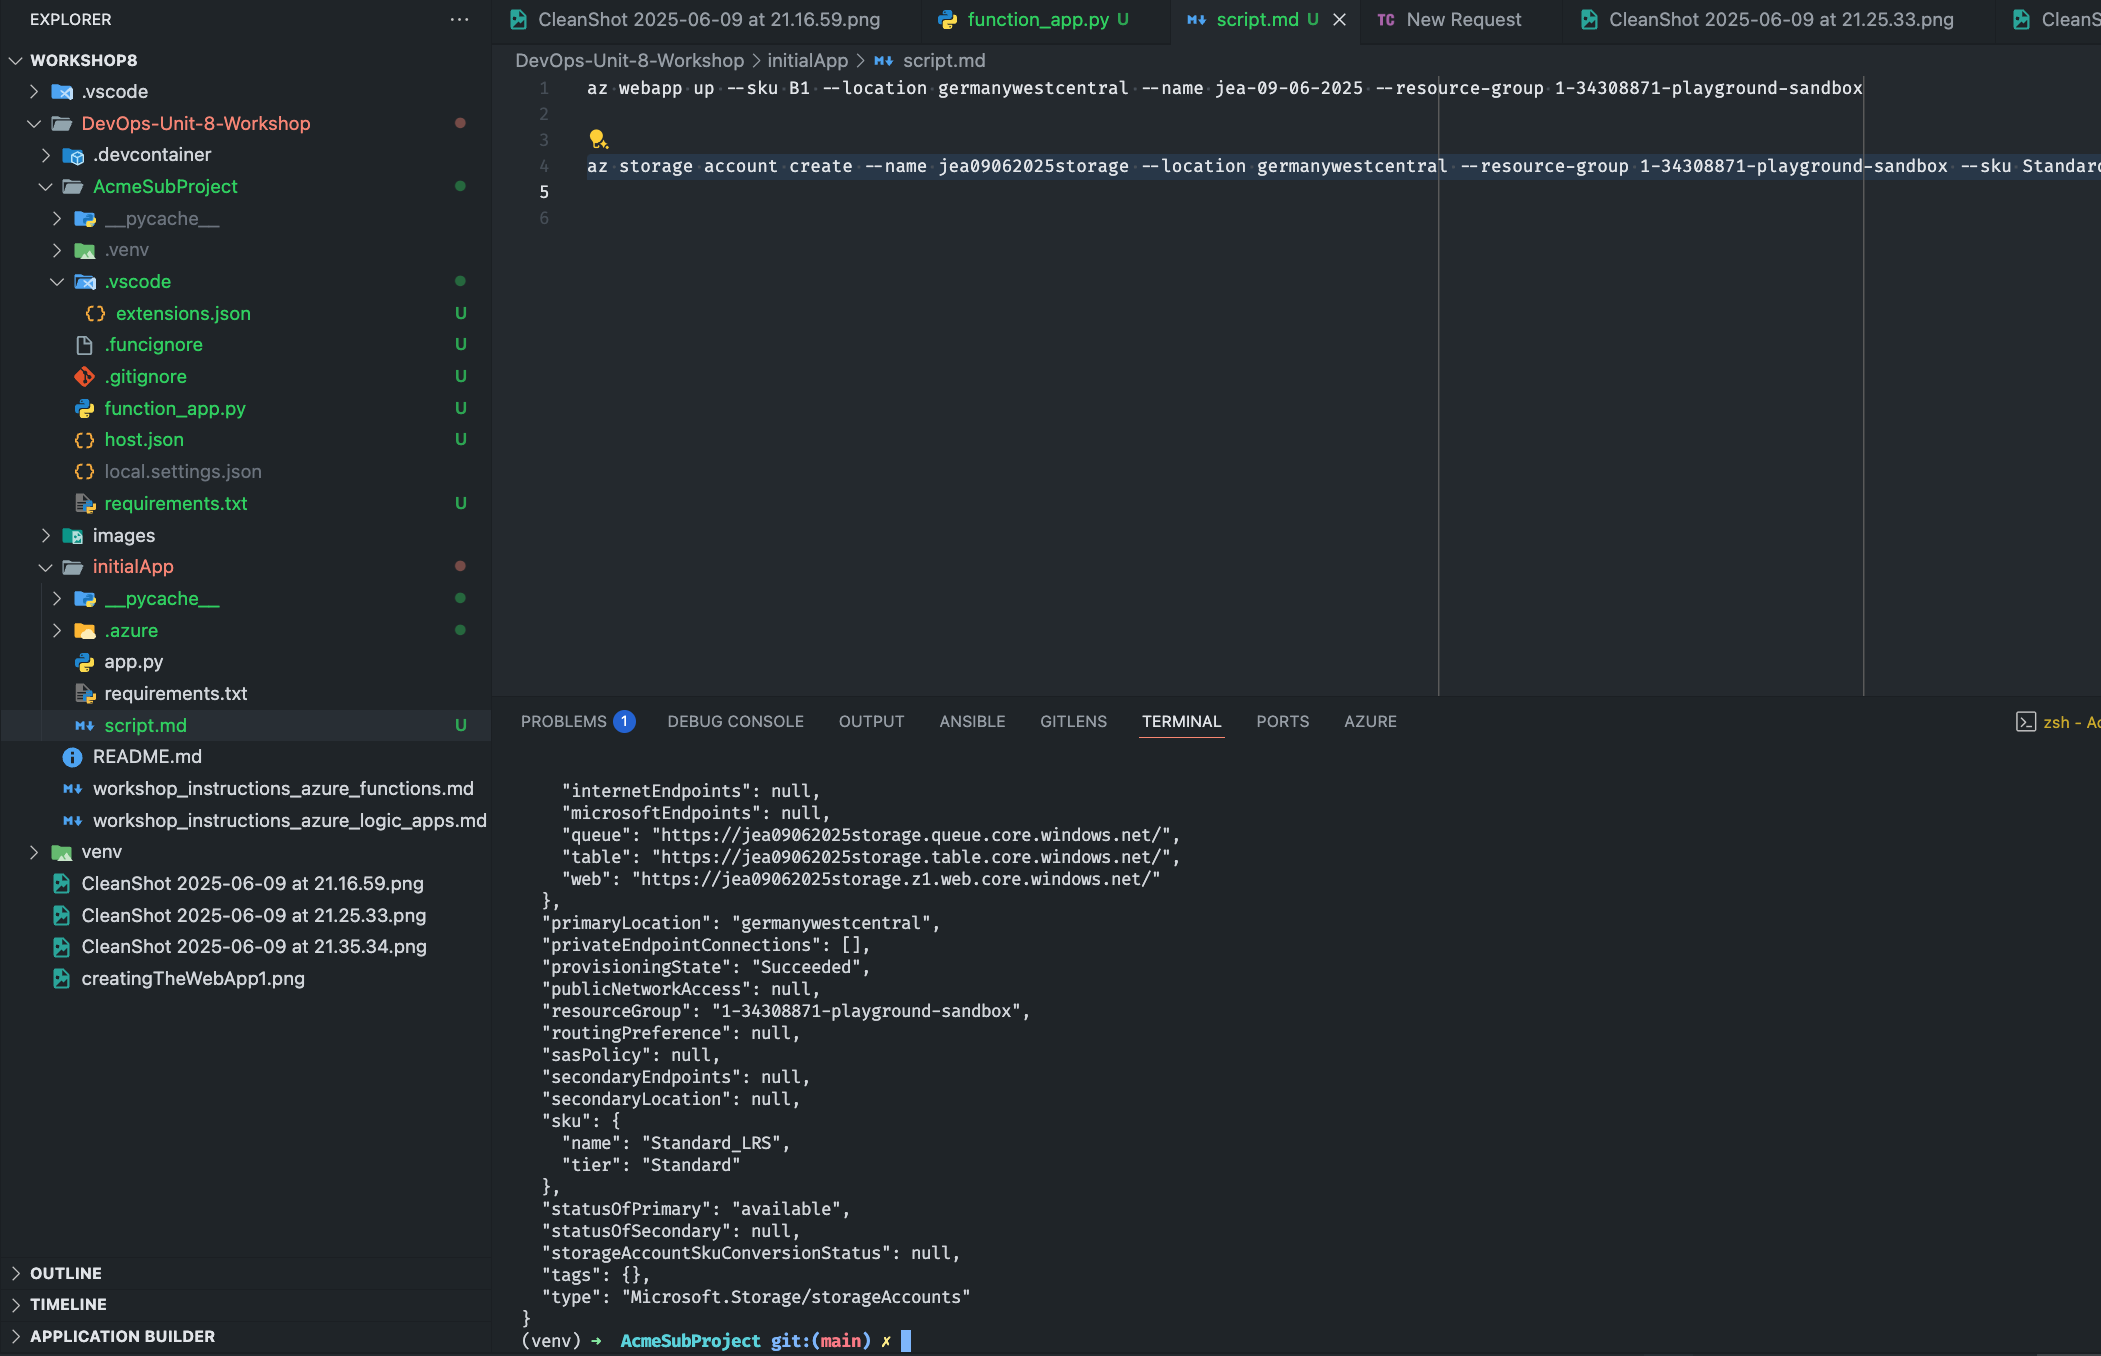 EXPLORER
WORKSHOP8
.vscode
DevOps-Unit-8-Workshop
.devcontainer
AcmeSubProject
__pycache__
.venv
.vscode
extensions.json U
.funcignore U
.gitignore U
function_app.py U
host.json U
local.settings.json
requirements.txt U
images
initialApp
__pycache__
.azure
app.py
requirements.txt
script.md U
README.md
workshop_instructions_azure_functions.md
workshop_instructions_azure_logic_apps.md
venv
CleanShot 2025-06-09 at 21.16.59.png
CleanShot 2025-06-09 at 21.25.33.png
CleanShot 2025-06-09 at 21.35.34.png
creatingTheWebApp1.png
OUTLINE
TIMELINE
APPLICATION BUILDER
CleanShot 2025-06-09 at 21.16.59.png function_app.py U script.md U TC New Request CleanShot 2025-06-09 at 21.25.33.png CleanS
DevOps-Unit-8-Workshop > initialApp > script.md
1 az webapp up --sku B1 --location germanywestcentral --name jea-09-06-2025 --resource-group 1-34308871-playground-sandbox
2
3
4 az storage account create --name jea09062025storage --location germanywestcentral --resource-group 1-34308871-playground-sandbox --sku Standard
5
6
PROBLEMS 1 DEBUG CONSOLE OUTPUT ANSIBLE GITLENS TERMINAL PORTS AZURE zsh - Ac
"internetEndpoints": null,
"microsoftEndpoints": null,
"queue": "https://jea09062025storage.queue.core.windows.net/",
"table": "https://jea09062025storage.table.core.windows.net/",
"web": "https://jea09062025storage.z1.web.core.windows.net/"
},
"primaryLocation": "germanywestcentral",
"privateEndpointConnections": [],
"provisioningState": "Succeeded",
"publicNetworkAccess": null,
"resourceGroup": "1-34308871-playground-sandbox",
"routingPreference": null,
"sasPolicy": null,
"secondaryEndpoints": null,
"secondaryLocation": null,
"sku": {
"name": "Standard_LRS",
"tier": "Standard"
},
"statusOfPrimary": "available",
"statusOfSecondary": null,
"storageAccountSkuConversionStatus": null,
"tags": {},
"type": "Microsoft.Storage/storageAccounts"
}
(venv) → AcmeSubProject git:(main) ✗